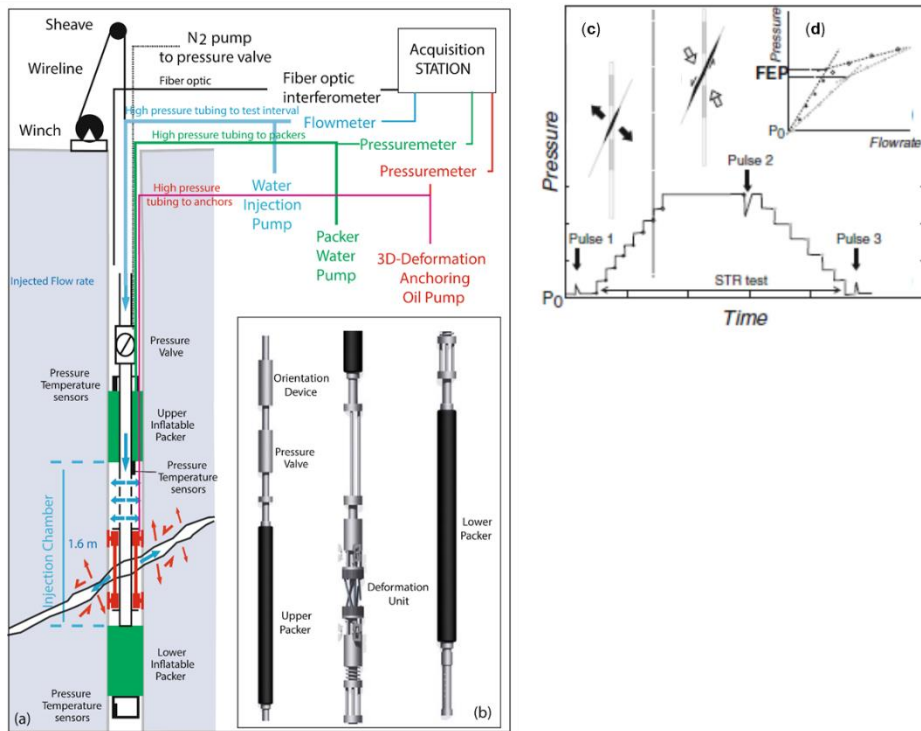 Sheave
N2 pump
to pressure valve
Wireline
Fiber optic
Fiber optic
interferometer
Acquisition
STATION
High pressure tubing to test interval
Flowmeter
Winch
High pressure tubing to packers
Pressuremeter
Pressuremeter
High pressure
tubing to anchors
Water
Injection
Pump
Packer
Water
Pump
3D-Deformation
Anchoring
Oil Pump
Injected Flow rate
Pressure Valve
Pressure
Temperature
sensors
Upper
Inflatable
Packer
Pressure
Temperature
sensors
Injection Chamber
1.6 m
Lower
Inflatable
Packer
Pressure
Temperature
sensors
(a)
Orientation
Device
Pressure
Valve
Upper
Packer
Deformation
Unit
Lower
Packer
(b)
(c)
Pressure
Pulse 1
Pulse 2
Pulse 3
STR test
P0
Time
(d)
Pressure
FEP
P0
Flowrate